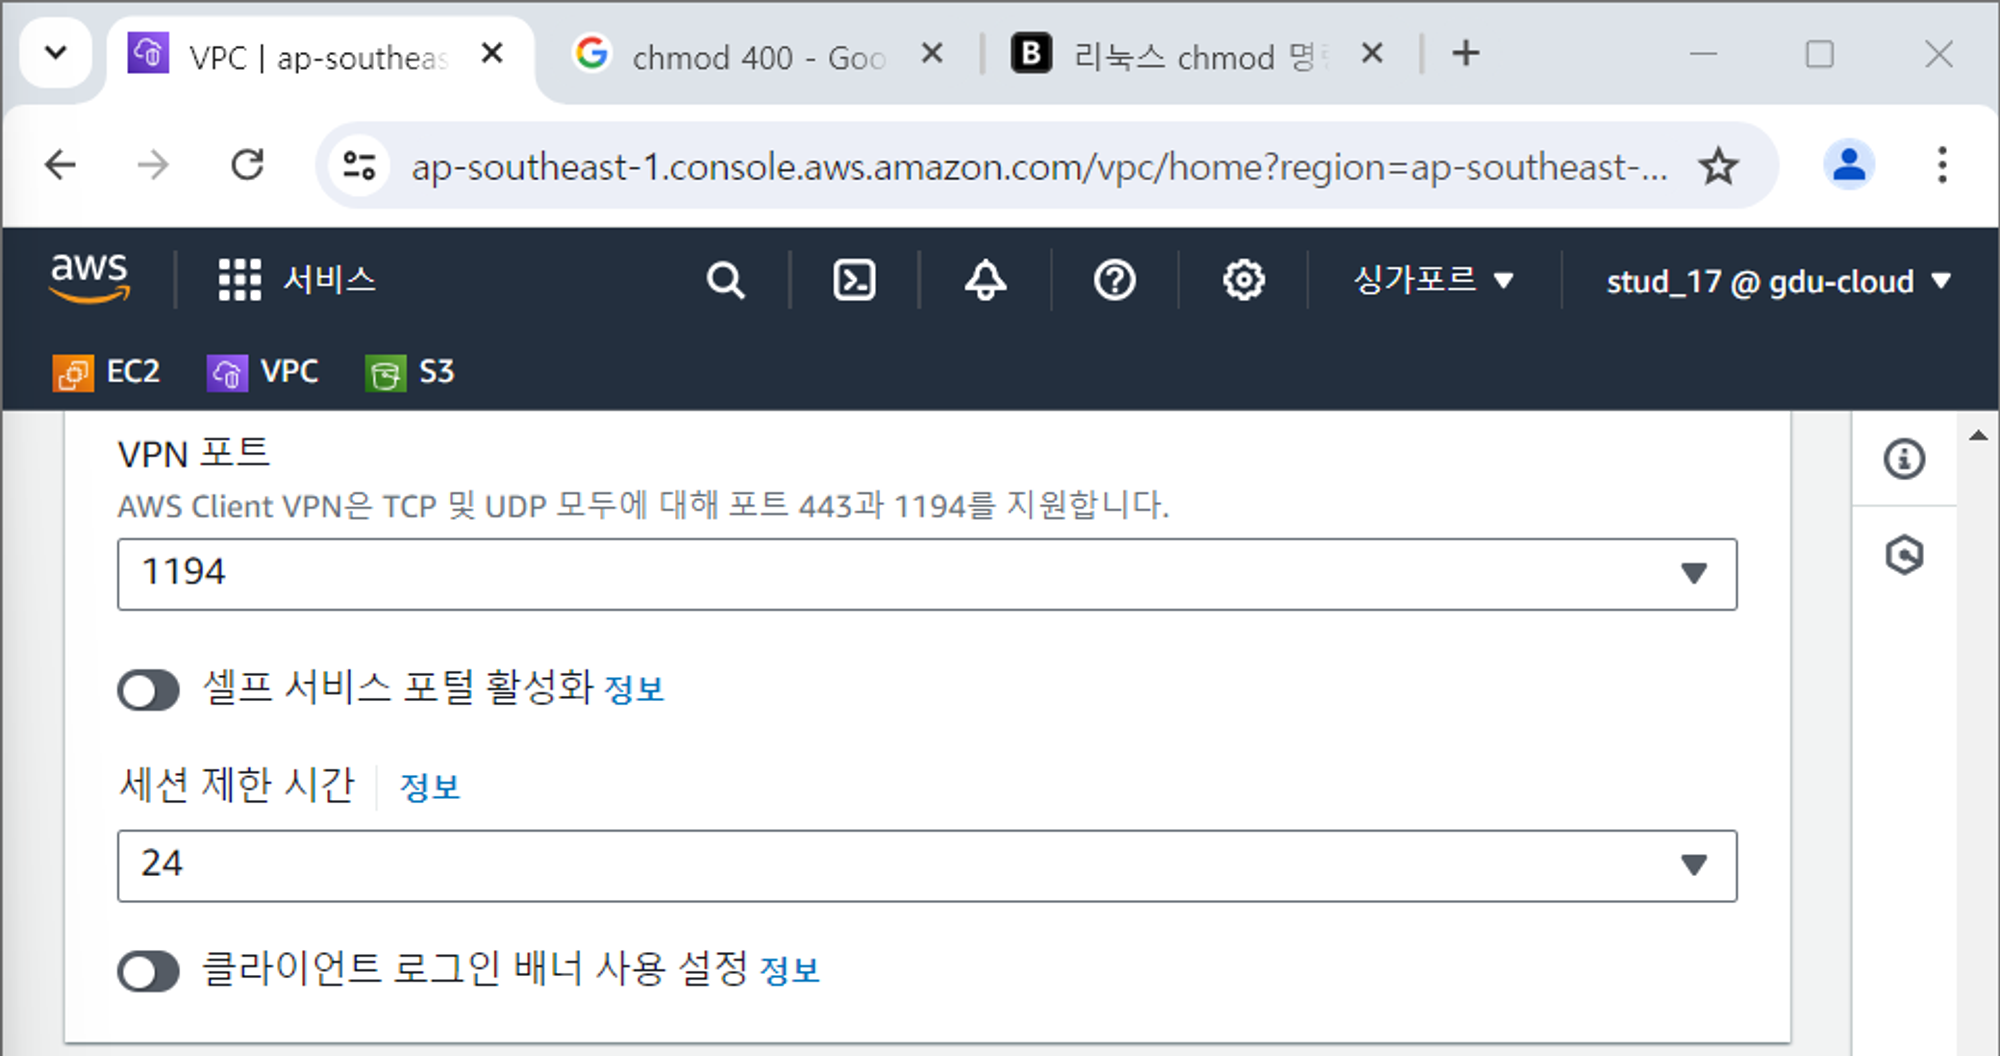 VPC | ap-southeas
chmod 400 - Goo
B 리눅스 chmod 명
ap-southeast-1.console.aws.amazon.com/vpc/home?region=ap-southeast-...
aws 서비스 싱가포르 stud_17 @ gdu-cloud
EC2 VPC S3
VPN 포트
AWS Client VPN은 TCP 및 UDP 모두에 대해 포트 443과 1194를 지원합니다.
1194
셀프 서비스 포털 활성화 정보
세션 제한 시간 정보
24
클라이언트 로그인 배너 사용 설정 정보